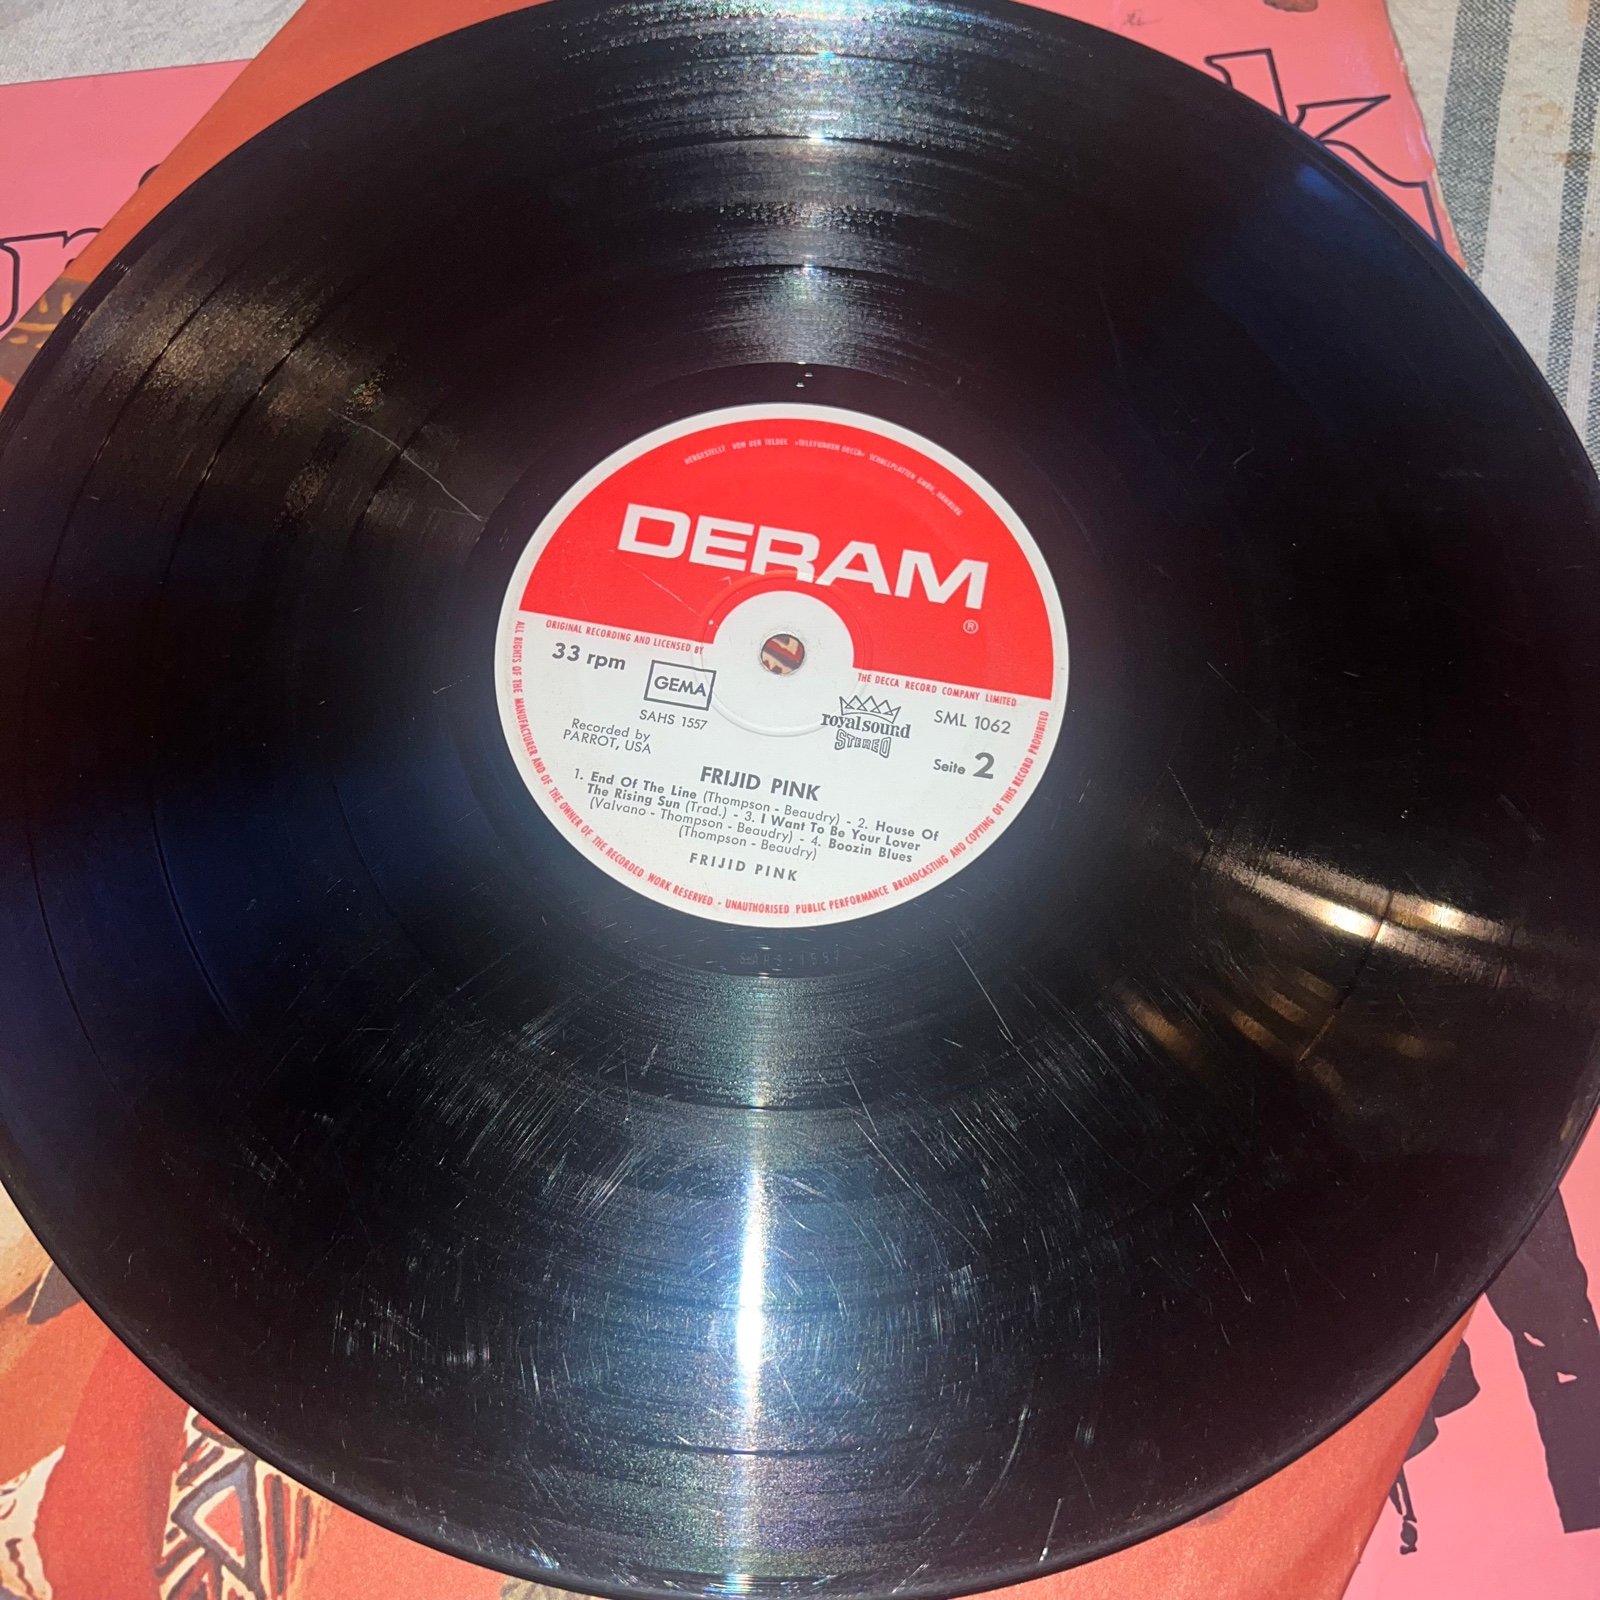 HERGESTELLT VON DER TELDEC »TELEFUNKEN DECCA« SCHALLPLATTEN GMBH, HAMBURG
DERAM
®
ORIGINAL RECORDING AND LICENSED BY
THE DECCA RECORD COMPANY LIMITED
33 rpm
GEMA
SAHS 1557
Recorded by
PARROT, USA
royal sound
STEREO
SML 1062
Seite 2
FRIJID PINK
1. End Of The Line (Thompson - Beaudry) - 2. House Of
The Rising Sun (Trad.) - 3. I Want To Be Your Lover
(Valvano - Thompson - Beaudry) - 4. Boozin Blues
(Thompson - Beaudry)
FRIJID PINK
ALL RIGHTS OF THE MANUFACTURER AND OF THE OWNER OF THE RECORDED WORK RESERVED - UNAUTHORISED PUBLIC PERFORMANCE BROADCASTING AND COPYING OF THIS RECORD PROHIBITED